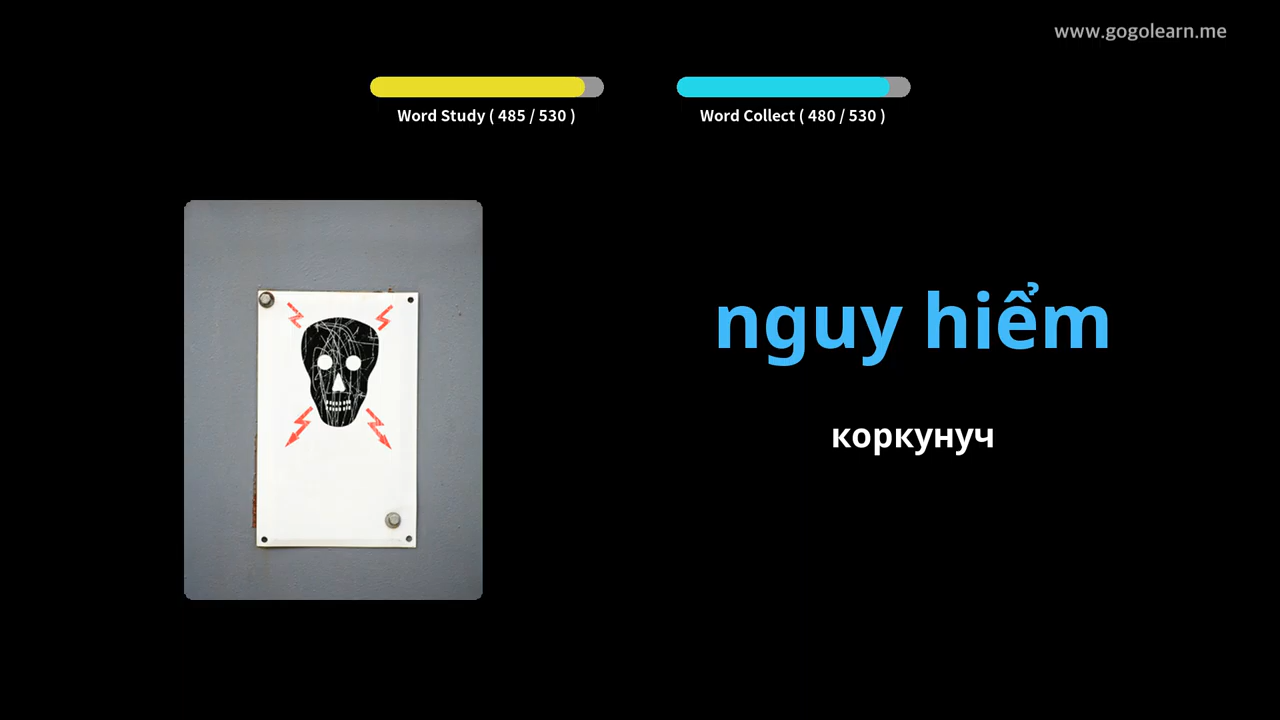 www.gogolearn.me
Word Study ( 485 / 530 )
Word Collect ( 480 / 530 )
nguy hiểm
коркунуч